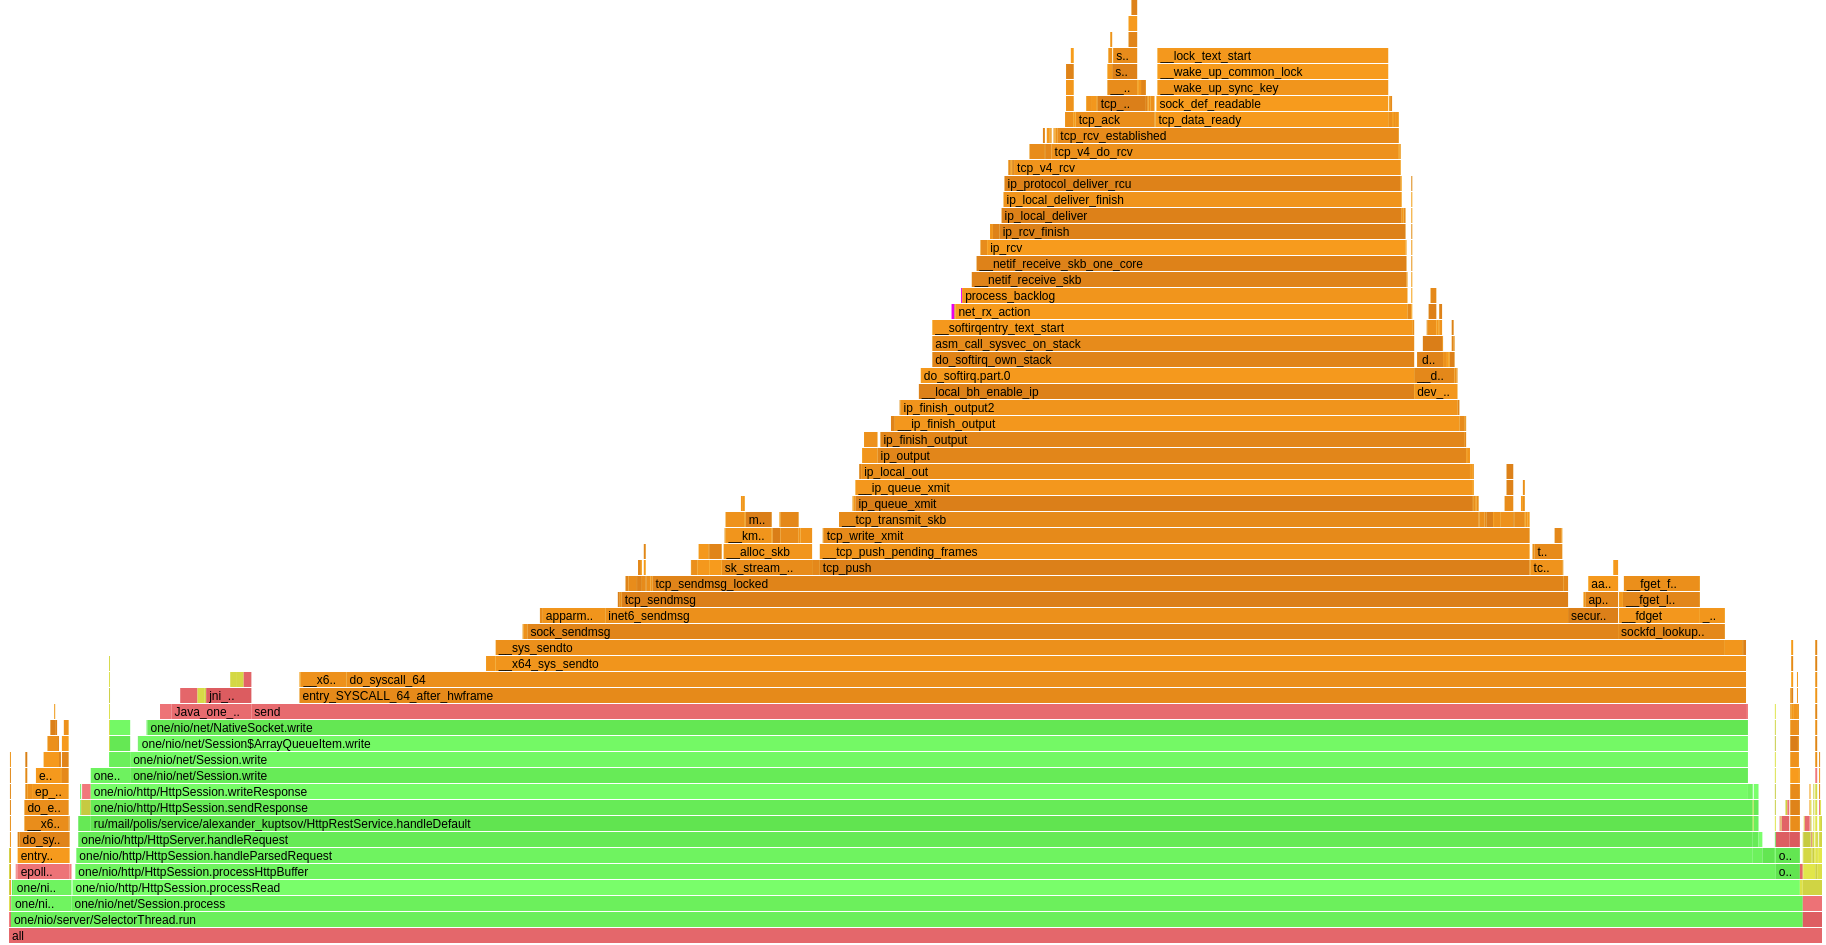 s.. __lock_text_start
s.. __wake_up_common_lock
__.. __wake_up_sync_key
tcp_.. sock_def_readable
tcp_ack tcp_data_ready
tcp_rcv_established
tcp_v4_do_rcv
tcp_v4_rcv
ip_protocol_deliver_rcu
ip_local_deliver_finish
ip_local_deliver
ip_rcv_finish
ip_rcv
__netif_receive_skb_one_core
__netif_receive_skb
process_backlog
net_rx_action
__softirqentry_text_start
asm_call_sysvec_on_stack
do_softirq_own_stack d..
do_softirq.part.0 __d..
__local_bh_enable_ip dev_..
ip_finish_output2
__ip_finish_output
ip_finish_output
ip_output
ip_local_out
__ip_queue_xmit
ip_queue_xmit
m.. __tcp_transmit_skb
__km.. tcp_write_xmit
__alloc_skb __tcp_push_pending_frames t..
sk_stream_.. tcp_push tc..
tcp_sendmsg_locked aa.. __fget_f..
tcp_sendmsg ap.. __fget_l..
apparm.. inet6_sendmsg secur.. __fdget _..
sock_sendmsg sockfd_lookup..
__sys_sendto
__x64_sys_sendto
__x6.. do_syscall_64
jni_.. entry_SYSCALL_64_after_hwframe
Java_one_.. send
one/nio/net/NativeSocket.write
one/nio/net/Session$ArrayQueueItem.write
one/nio/net/Session.write
e.. one.. one/nio/net/Session.write
ep_.. one/nio/http/HttpSession.writeResponse
do_e.. one/nio/http/HttpSession.sendResponse
__x6.. ru/mail/polis/service/alexander_kuptsov/HttpRestService.handleDefault
do_sy.. one/nio/http/HttpServer.handleRequest
entry.. one/nio/http/HttpSession.handleParsedRequest o..
epoll.. one/nio/http/HttpSession.processHttpBuffer o..
one/ni.. one/nio/http/HttpSession.processRead
one/ni.. one/nio/net/Session.process
one/nio/server/SelectorThread.run
all